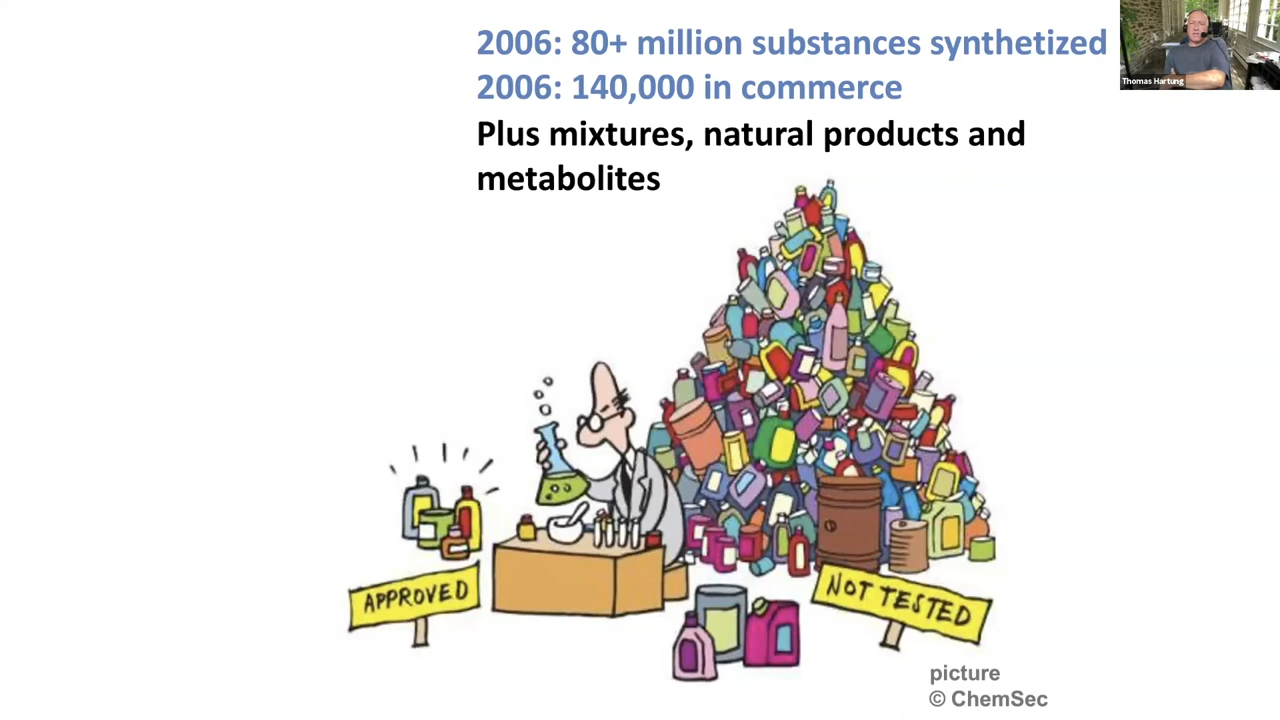 2006: 80+ million substances synthetized
2006: 140,000 in commerce
Plus mixtures, natural products and
metabolites
Thomas Hartung
APPROVED
NOT TESTED
picture
© ChemSec